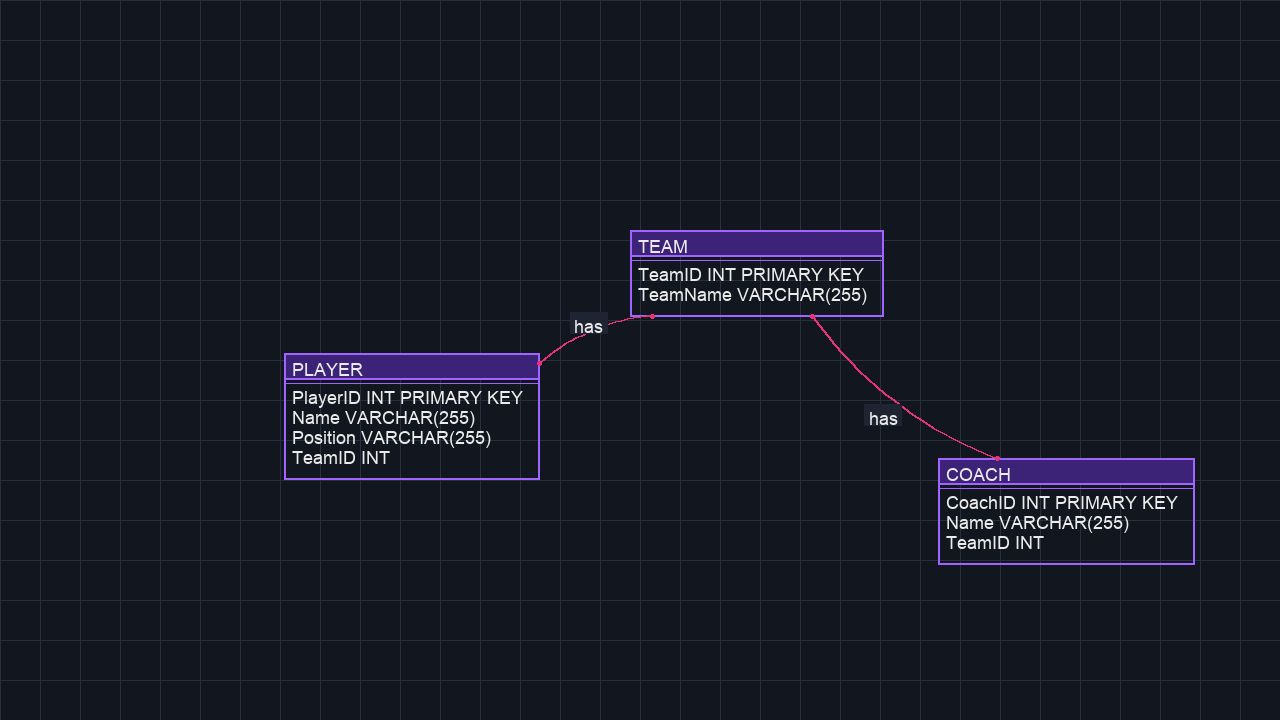 TEAM
TeamID INT PRIMARY KEY
TeamName VARCHAR(255)
has
PLAYER
PlayerID INT PRIMARY KEY
Name VARCHAR(255)
Position VARCHAR(255)
TeamID INT
has
COACH
CoachID INT PRIMARY KEY
Name VARCHAR(255)
TeamID INT